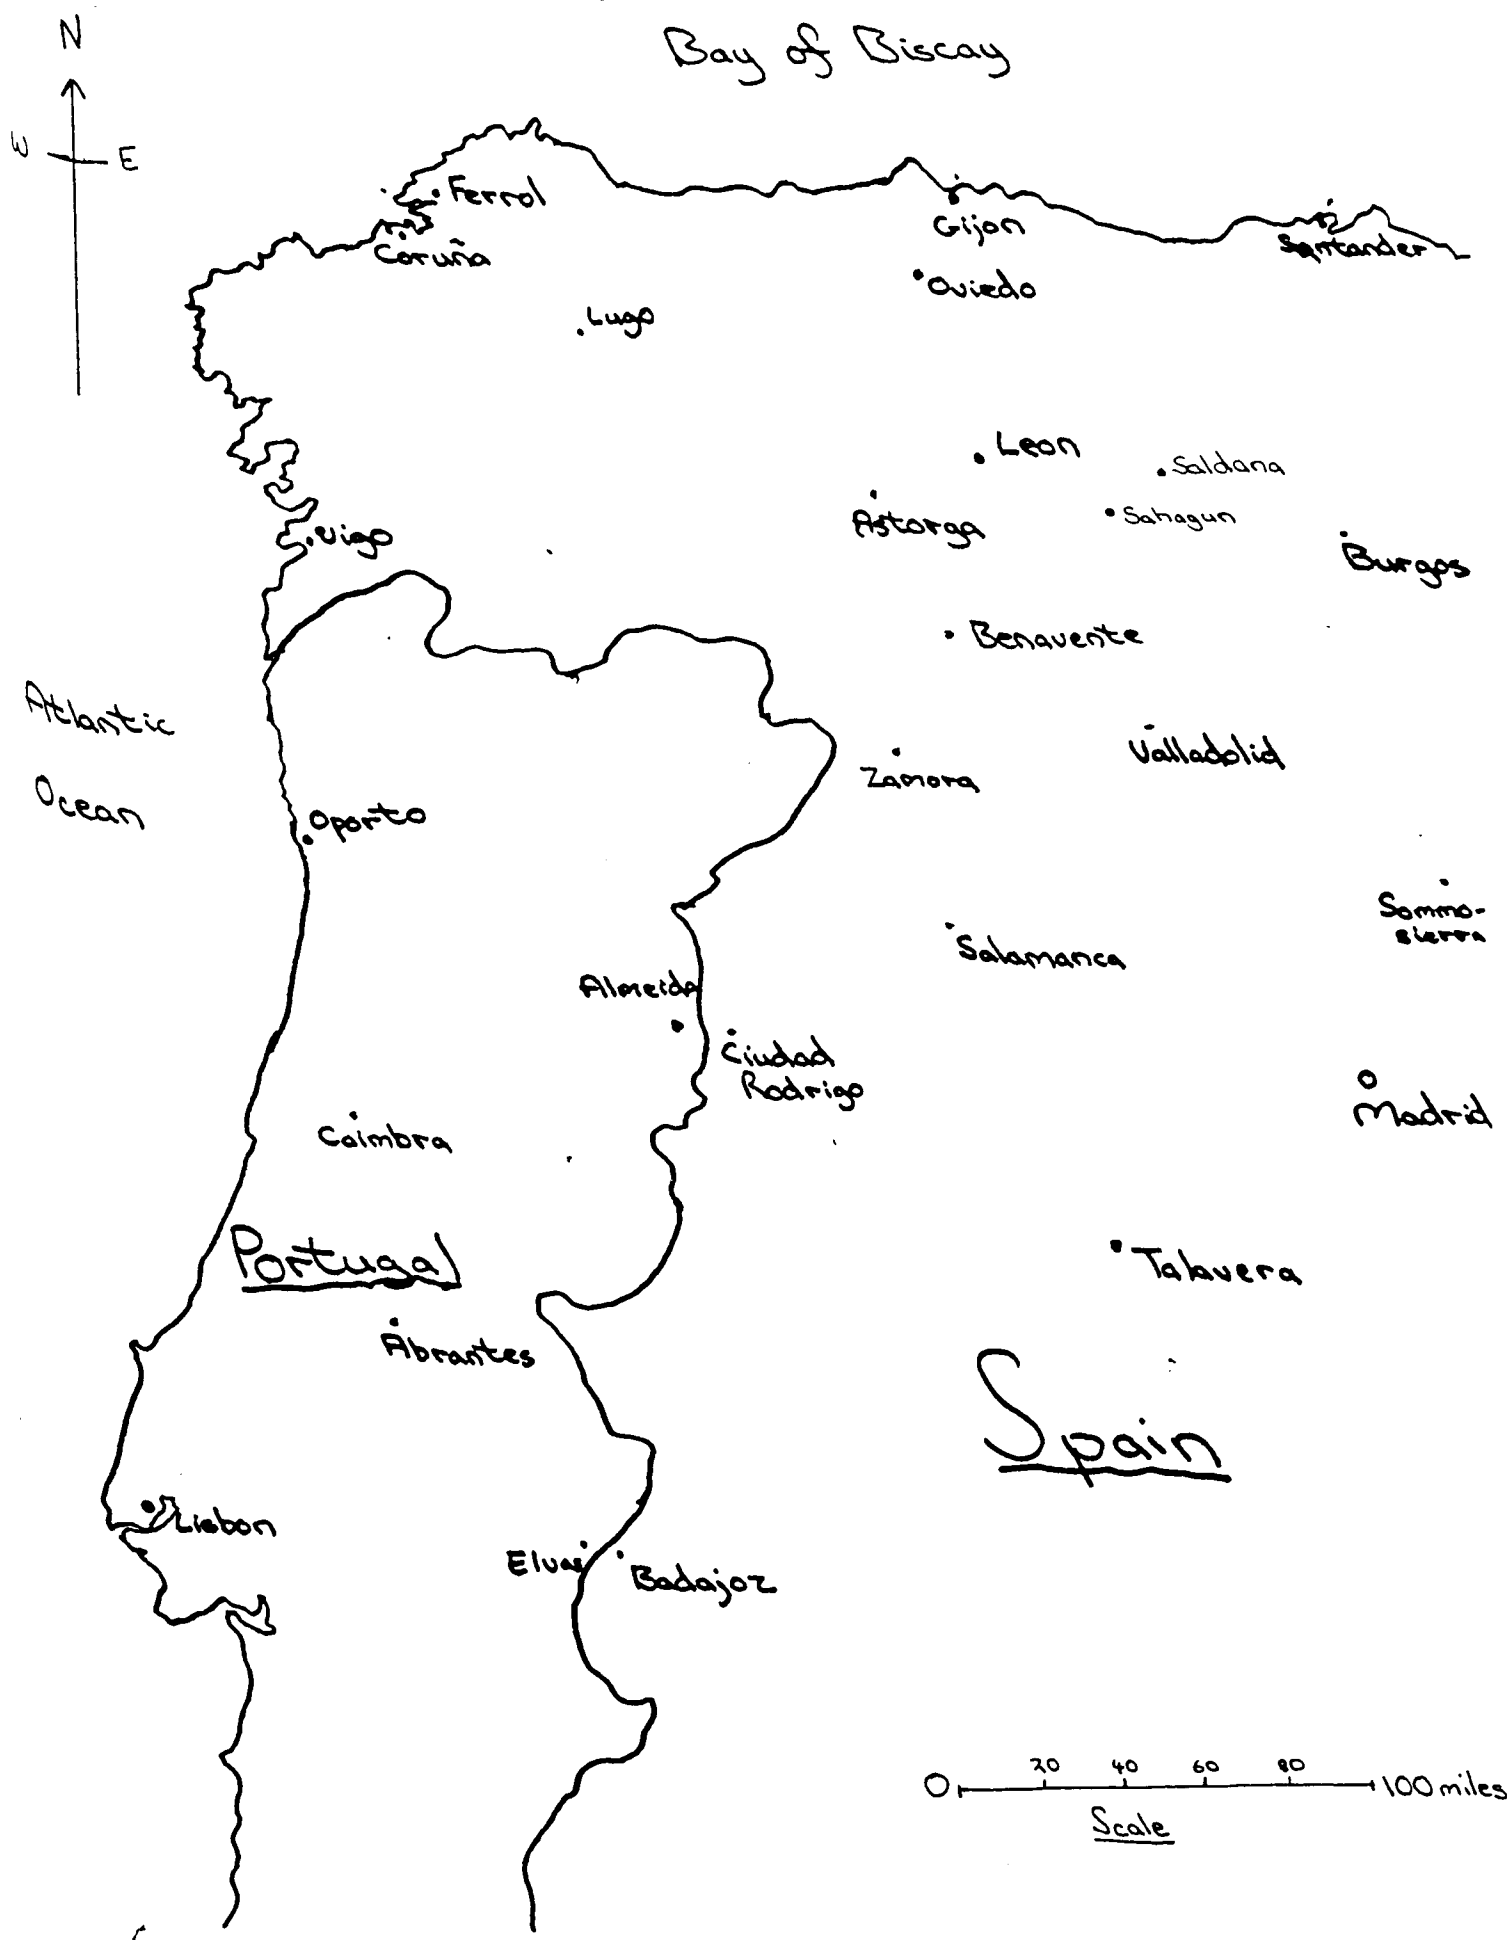 N
Bay of Biscay
W E
Ferrol
Coruña
Gijon
Santander
Oviedo
Lugo
Leon
Saldana
Astorga
Sahagun
Vigo
Burgos
Benavente
Atlantic
Ocean
Zamora
Valladolid
Oporto
Sommo-
sierra
Salamanca
Almeida
Ciudad
Rodrigo
Madrid
Coimbra
Portugal
Talavera
Abrantes
Spain
Lisbon
Elvas
Badajoz
0 20 40 60 80 100 miles
Scale